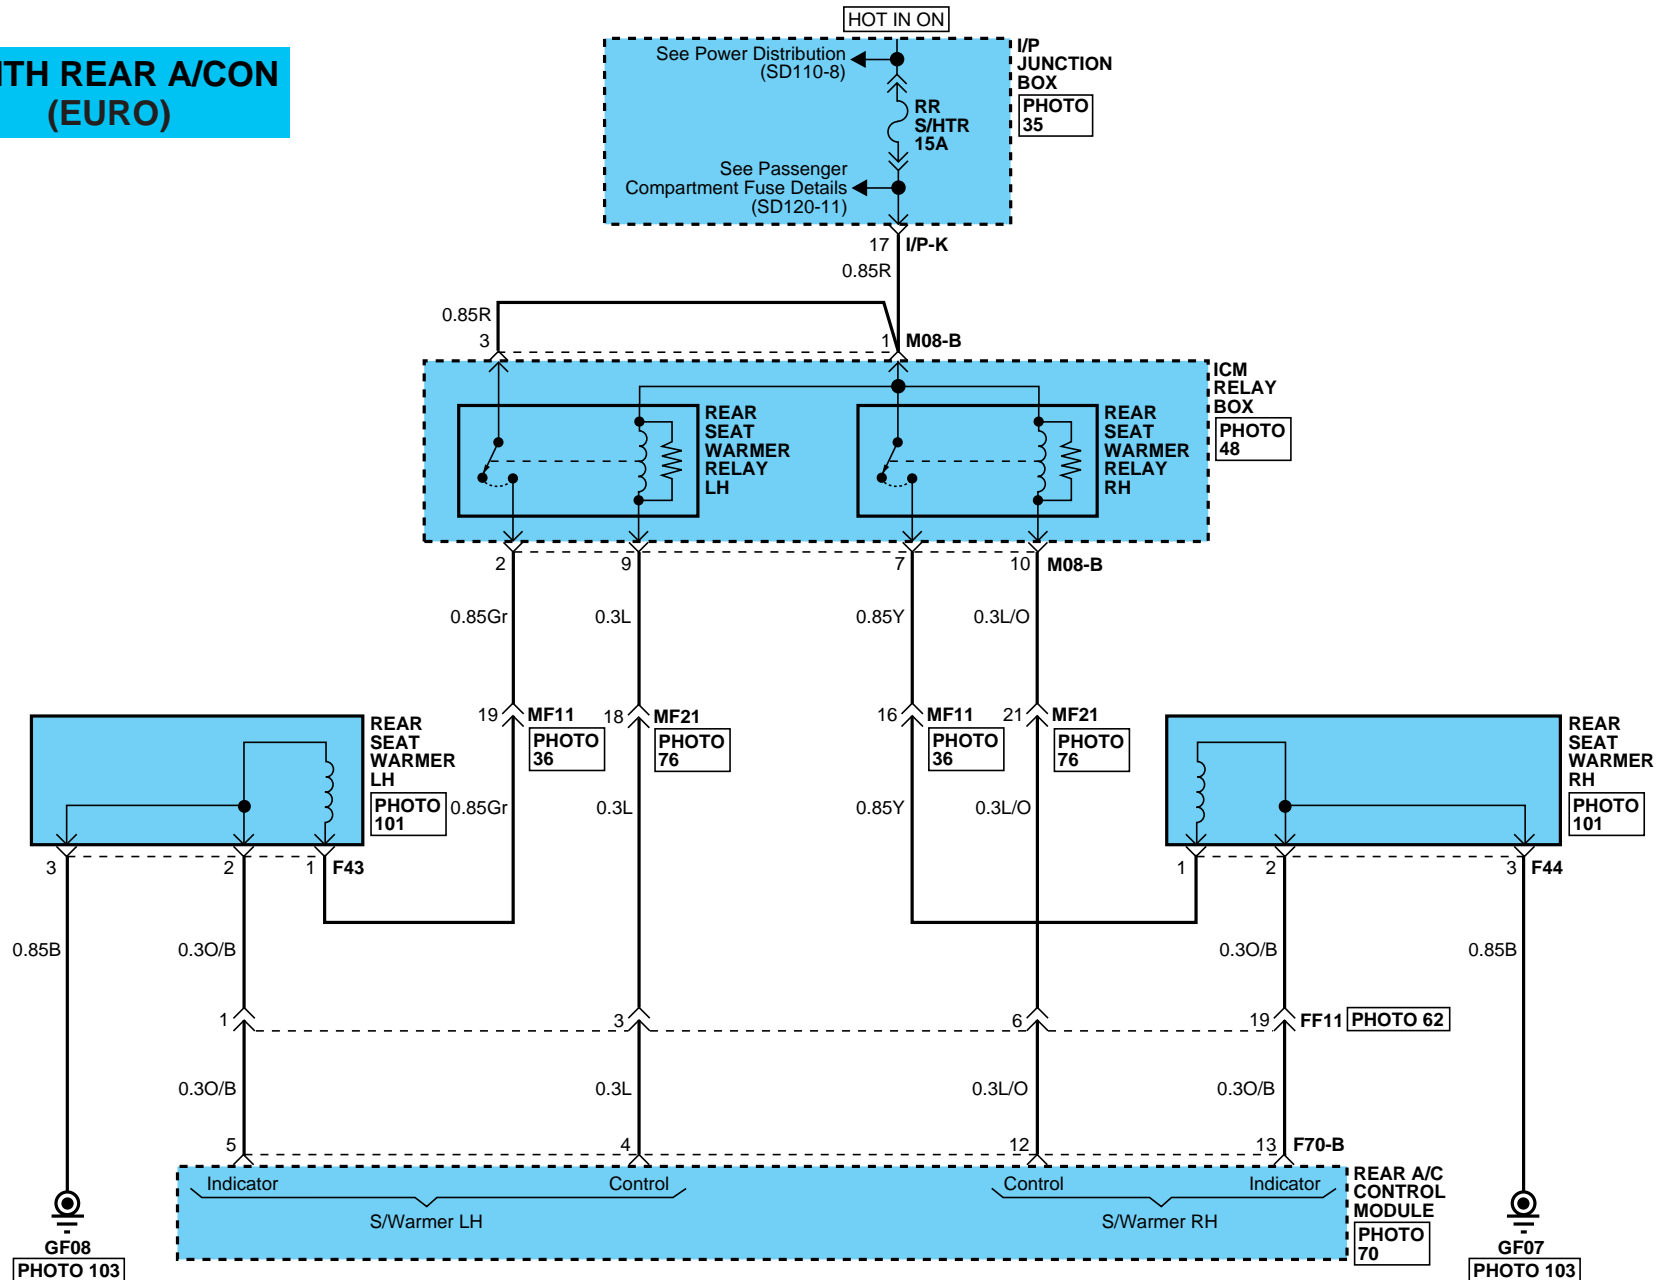 HOT IN ON
ITH REAR A/CON
(EURO)
See Power Distribution
(SD110-8)
RR
S/HTR
15A
See Passenger
Compartment Fuse Details
(SD120-11)
I/P
JUNCTION
BOX
PHOTO
35
17 I/P-K
0.85R
0.85R
3
1 M08-B
ICM
RELAY
BOX
PHOTO
48
REAR
SEAT
WARMER
RELAY
LH
REAR
SEAT
WARMER
RELAY
RH
2 9 7 10 M08-B
0.85Gr 0.3L 0.85Y 0.3L/O
19 MF11
PHOTO
36
18 MF21
PHOTO
76
16 MF11
PHOTO
36
21 MF21
PHOTO
76
REAR
SEAT
WARMER
LH
PHOTO
101
REAR
SEAT
WARMER
RH
PHOTO
101
0.85Gr 0.3L 0.85Y 0.3L/O
3 2 1 F43
1 2 3 F44
0.85B 0.3O/B 0.3O/B 0.85B
1 3 6 19 FF11 PHOTO 62
0.3O/B 0.3L 0.3L/O 0.3O/B
5 4 12 13 F70-B
Indicator Control Control Indicator
S/Warmer LH S/Warmer RH
REAR A/C
CONTROL
MODULE
PHOTO
70
GF08
PHOTO 103
GF07
PHOTO 103